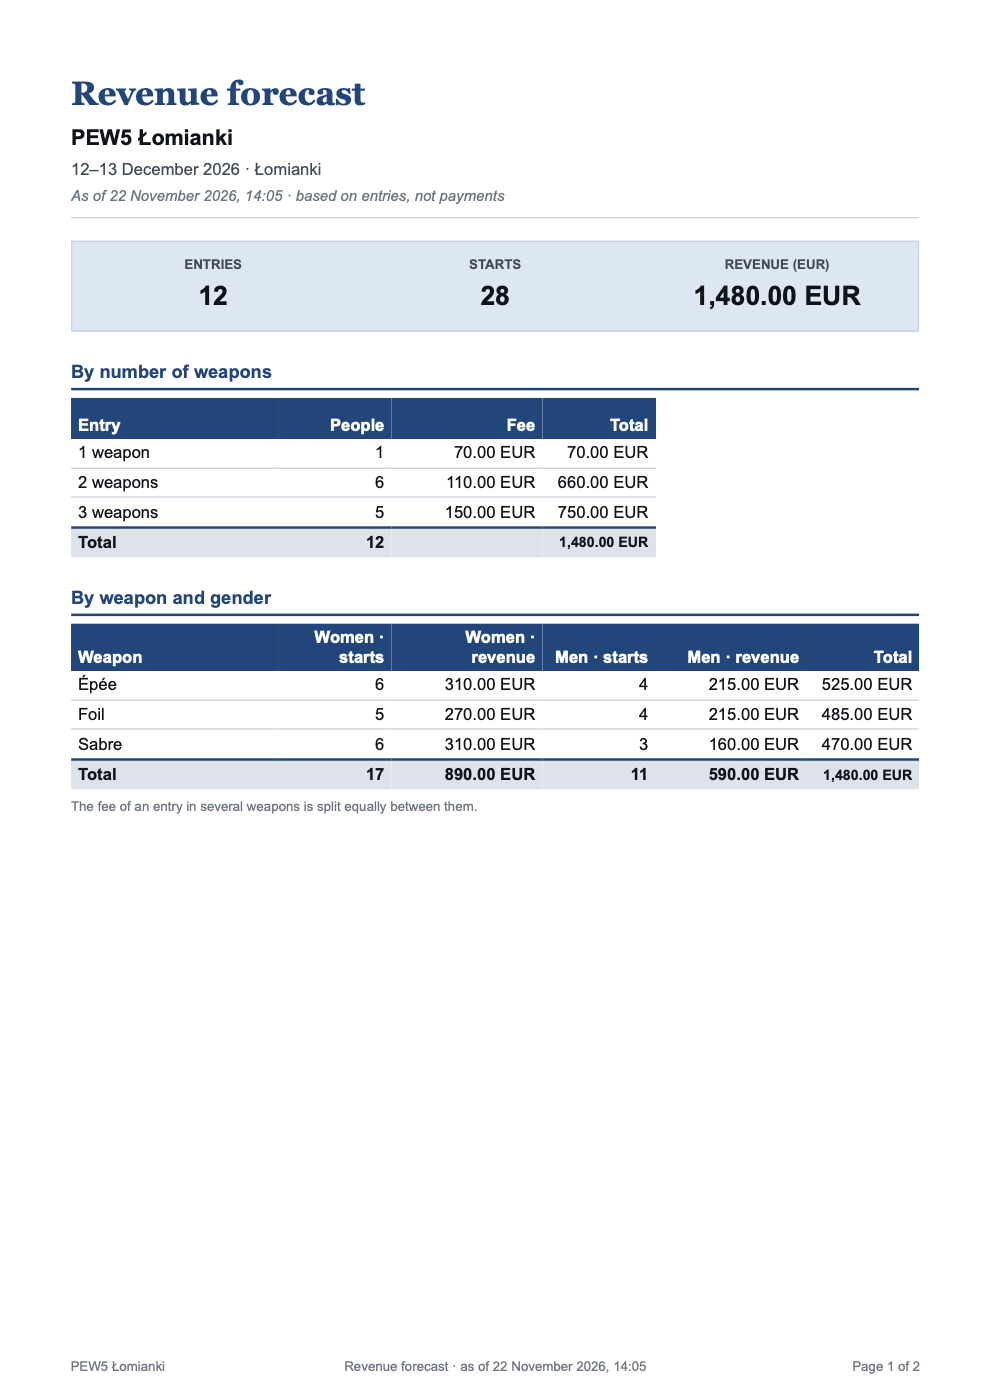 Revenue forecast
PEW5 Łomianki
12–13 December 2026 · Łomianki
As of 22 November 2026, 14:05 · based on entries, not payments
ENTRIES STARTS REVENUE (EUR)
12 28 1,480.00 EUR
By number of weapons
Entry People Fee Total
1 weapon 1 70.00 EUR 70.00 EUR
2 weapons 6 110.00 EUR 660.00 EUR
3 weapons 5 150.00 EUR 750.00 EUR
Total 12 1,480.00 EUR
By weapon and gender
Weapon Women · starts Women · revenue Men · starts Men · revenue Total
Épée 6 310.00 EUR 4 215.00 EUR 525.00 EUR
Foil 5 270.00 EUR 4 215.00 EUR 485.00 EUR
Sabre 6 310.00 EUR 3 160.00 EUR 470.00 EUR
Total 17 890.00 EUR 11 590.00 EUR 1,480.00 EUR
The fee of an entry in several weapons is split equally between them.
PEW5 Łomianki Revenue forecast · as of 22 November 2026, 14:05 Page 1 of 2